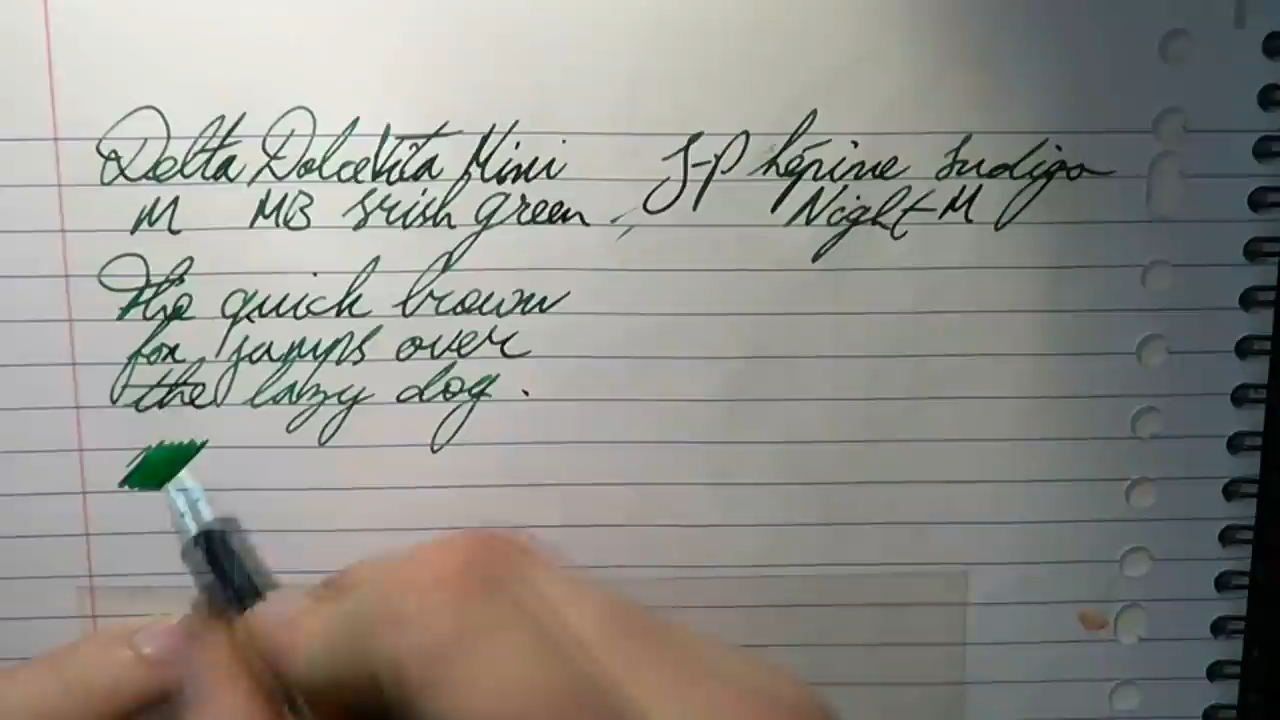 Delta DolceVita Mini
M MB Irish green
J-P Lépine Indigo
Night-M
The quick brown
fox jumps over
the lazy dog.